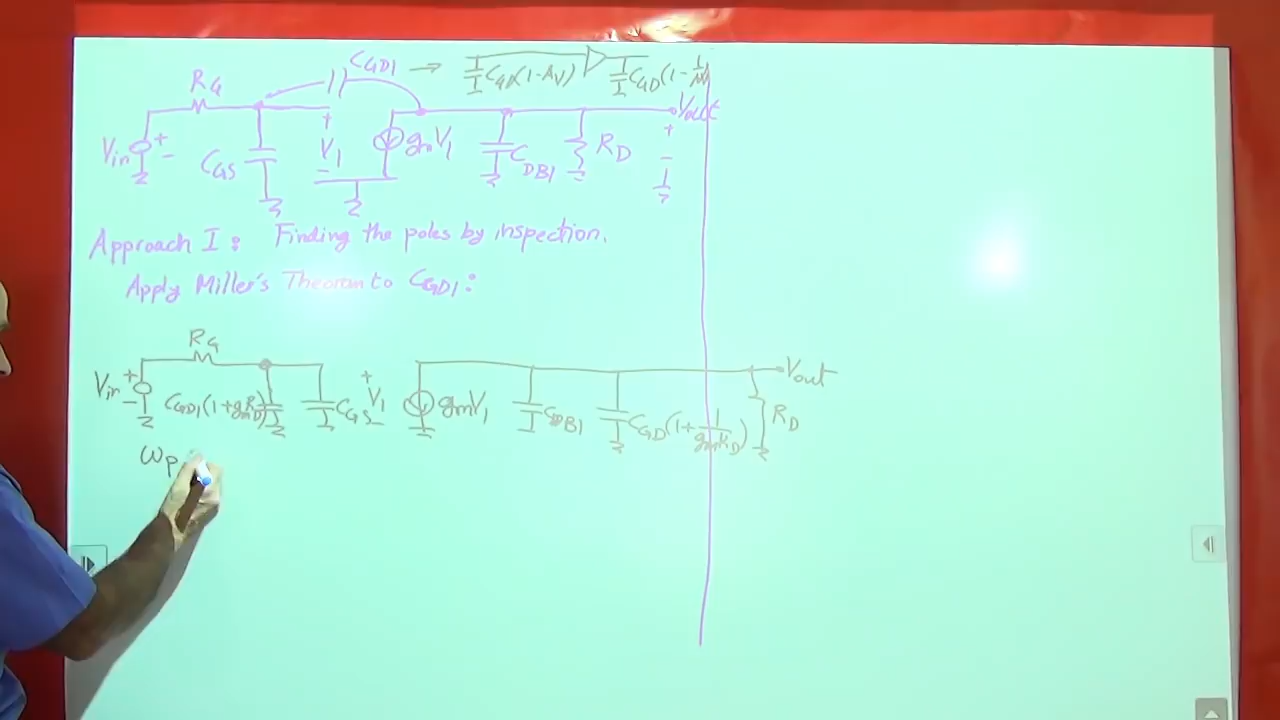 C_GD1 → C_GD(1-A_V) C_GD(1-1/A_V)
R_G
V_in + - C_GS + V_1 - g_mV_1 C_DB1 R_D V_out + -
Approach I: Finding the poles by inspection.
Apply Miller's Theoram to C_GD1:
R_G
V_in + - C_GD1(1+g_mR_D) C_GS + V_1 - g_mV_1 C_DB1 C_GD(1+1/g_mR_D) R_D V_out
ω_P